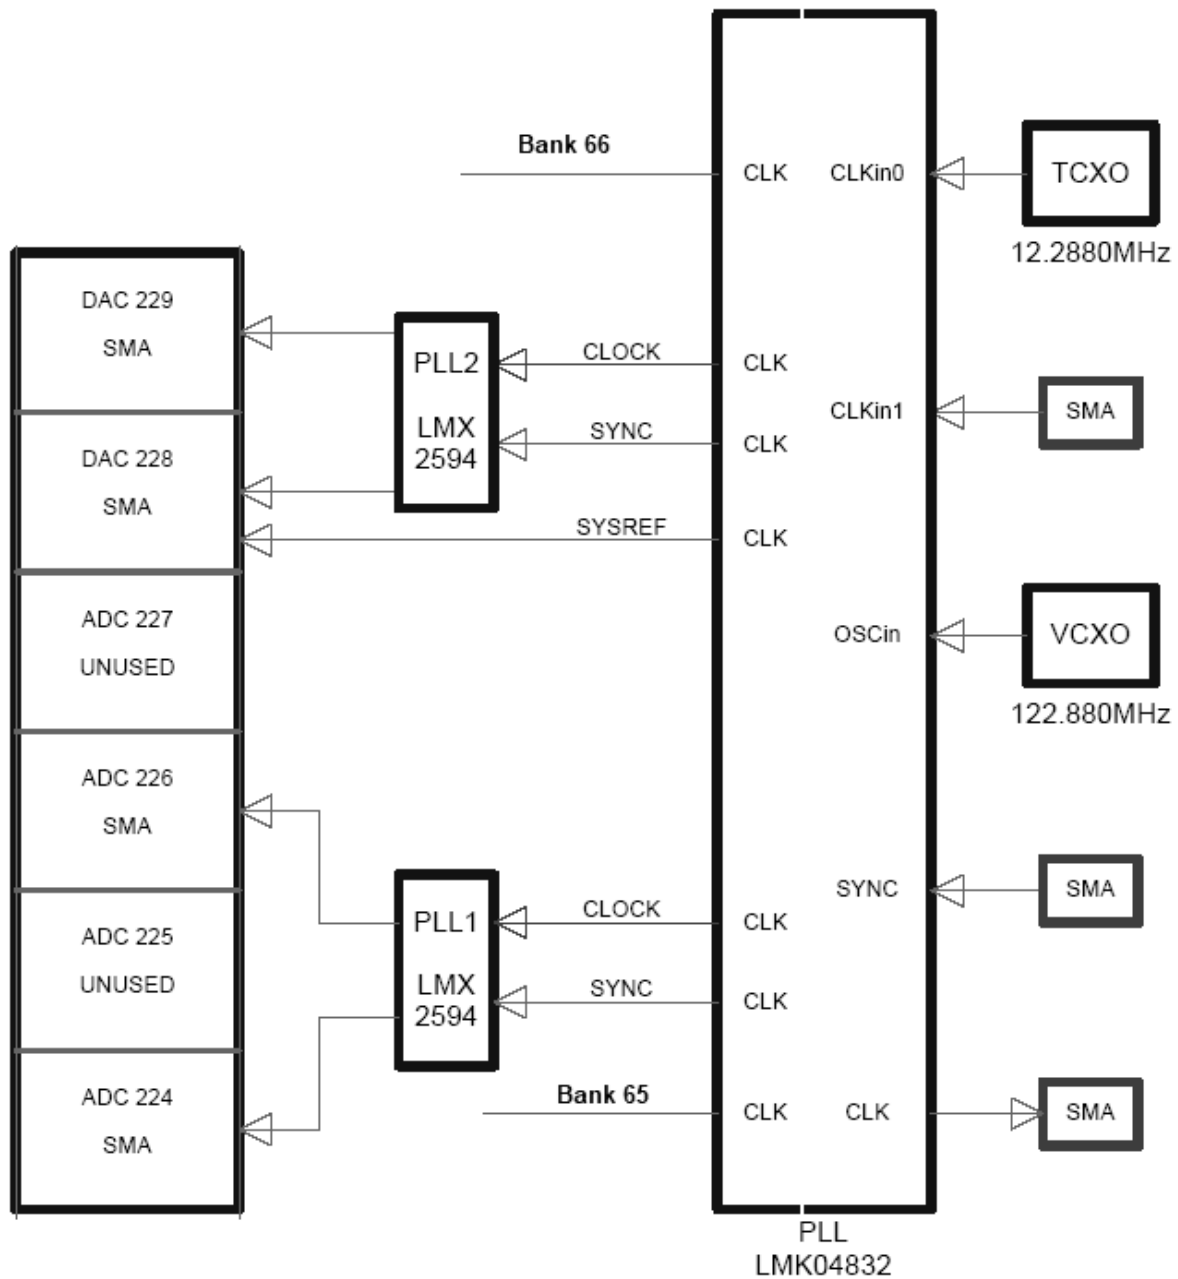 Bank 66
CLK
CLKin0
TCXO
12.2880MHz
DAC 229
SMA
PLL2
LMX
2594
CLOCK
CLK
SYNC
CLK
CLKin1
SMA
DAC 228
SMA
SYSREF
CLK
ADC 227
UNUSED
OSCin
VCXO
122.880MHz
ADC 226
SMA
SYNC
SMA
ADC 225
UNUSED
PLL1
LMX
2594
CLOCK
CLK
SYNC
CLK
ADC 224
SMA
Bank 65
CLK
CLK
SMA
PLL
LMK04832